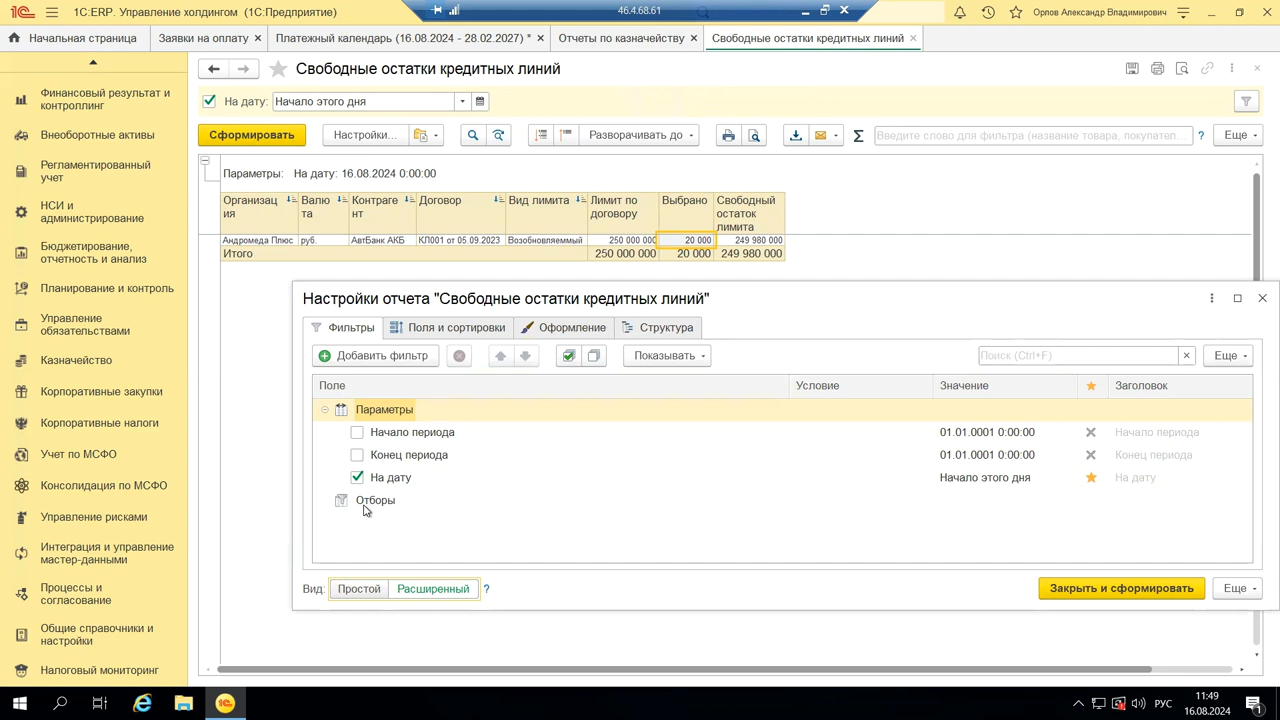 1С:ERP. Управление холдингом (1С:Предприятие)
46.4.68.61
Орлов Александр Владимирович
Начальная страница
Заявки на оплату
Платежный календарь (16.08.2024 - 28.02.2027) *
Отчеты по казначейству
Свободные остатки кредитных линий
Финансовый результат и
контроллинг
Внеоборотные активы
Регламентированный
учет
НСИ и
администрирование
Бюджетирование,
отчетность и анализ
Планирование и контроль
Управление
обязательствами
Казначейство
Корпоративные закупки
Корпоративные налоги
Учет по МСФО
Консолидация по МСФО
Управление рисками
Интеграция и управление
мастер-данными
Процессы и
согласование
Общие справочники и
настройки
Налоговый мониторинг
Свободные остатки кредитных линий
На дату: Начало этого дня
Сформировать Настройки... Разворачивать до Σ Введите слово для фильтра (название товара, покупател... ? Еще
Параметры: На дату: 16.08.2024 0:00:00
Организац
ия
Валю
та
Контраге
нт
Договор
Вид лимита
Лимит по
договору
Выбрано
Свободный
остаток
лимита
Андромеда Плюс руб. АвтБанк АКБ КЛ001 от 05.09.2023 Возобновляеммый 250 000 000 20 000 249 980 000
Итого 250 000 000 20 000 249 980 000
Настройки отчета "Свободные остатки кредитных линий"
Фильтры Поля и сортировки Оформление Структура
Добавить фильтр Показывать Поиск (Ctrl+F) Еще
Поле Условие Значение Заголовок
Параметры
Начало периода 01.01.0001 0:00:00 Начало периода
Конец периода 01.01.0001 0:00:00 Конец периода
На дату Начало этого дня На дату
Отборы
Вид: Простой Расширенный ? Закрыть и сформировать Еще
РУС
11:49
16.08.2024
1